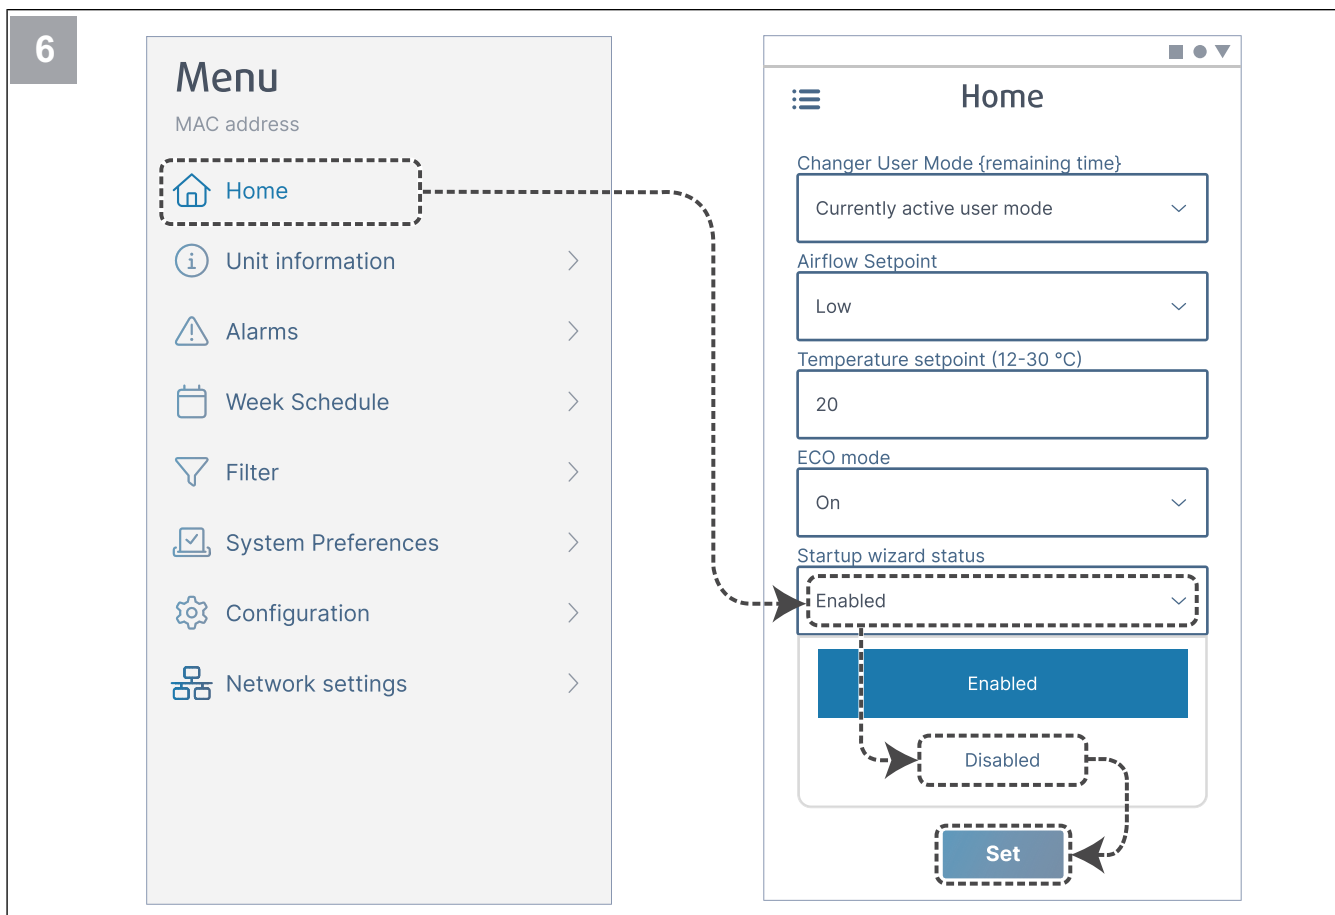 6
Menu
MAC address
Home
Unit information
Alarms
Week Schedule
Filter
System Preferences
Configuration
Network settings
Home
Changer User Mode {remaining time}
Currently active user mode
Airflow Setpoint
Low
Temperature setpoint (12-30 °C)
20
ECO mode
On
Startup wizard status
Enabled
Enabled
Disabled
Set